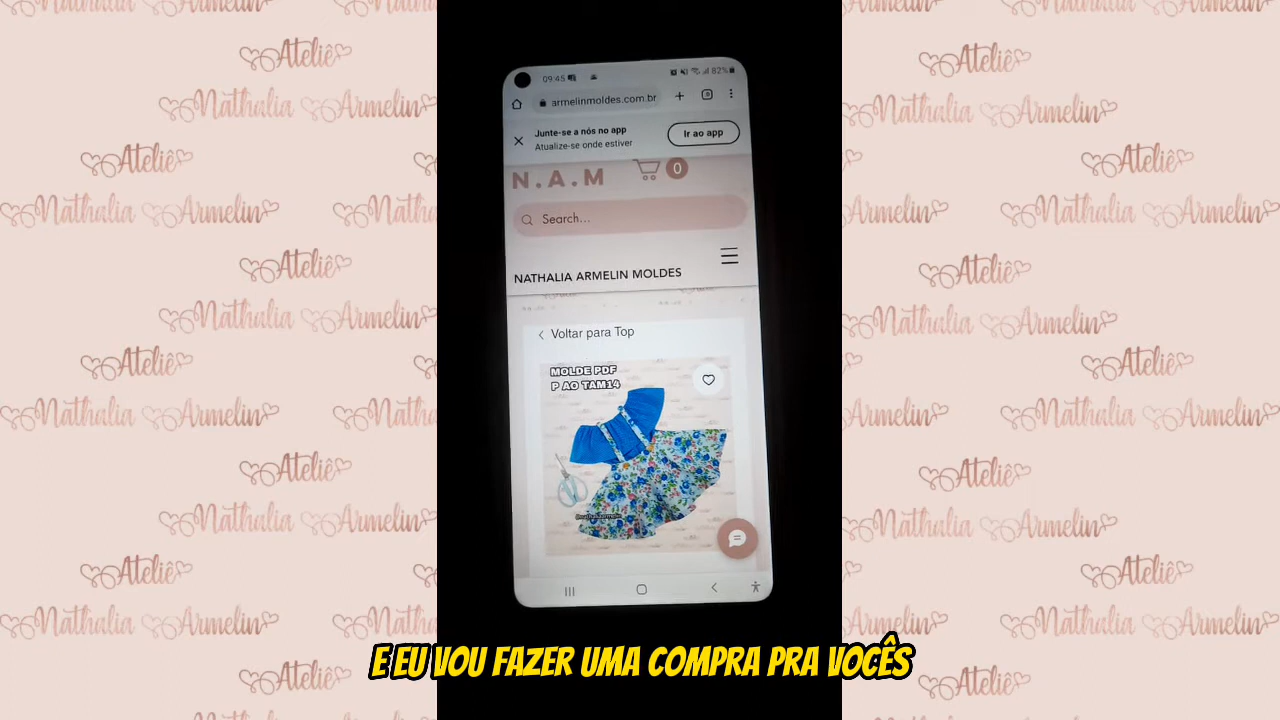 Ateliê
Nathalia Armelin
09:45
82%
armelinmoldes.com.br
Junte-se a nós no app
Atualize-se onde estiver
Ir ao app
N.A.M
0
Search...
NATHALIA ARMELIN MOLDES
Voltar para Top
MOLDE PDF
P AO TAM14
E EU VOU FAZER UMA COMPRA PRA VOCÊS